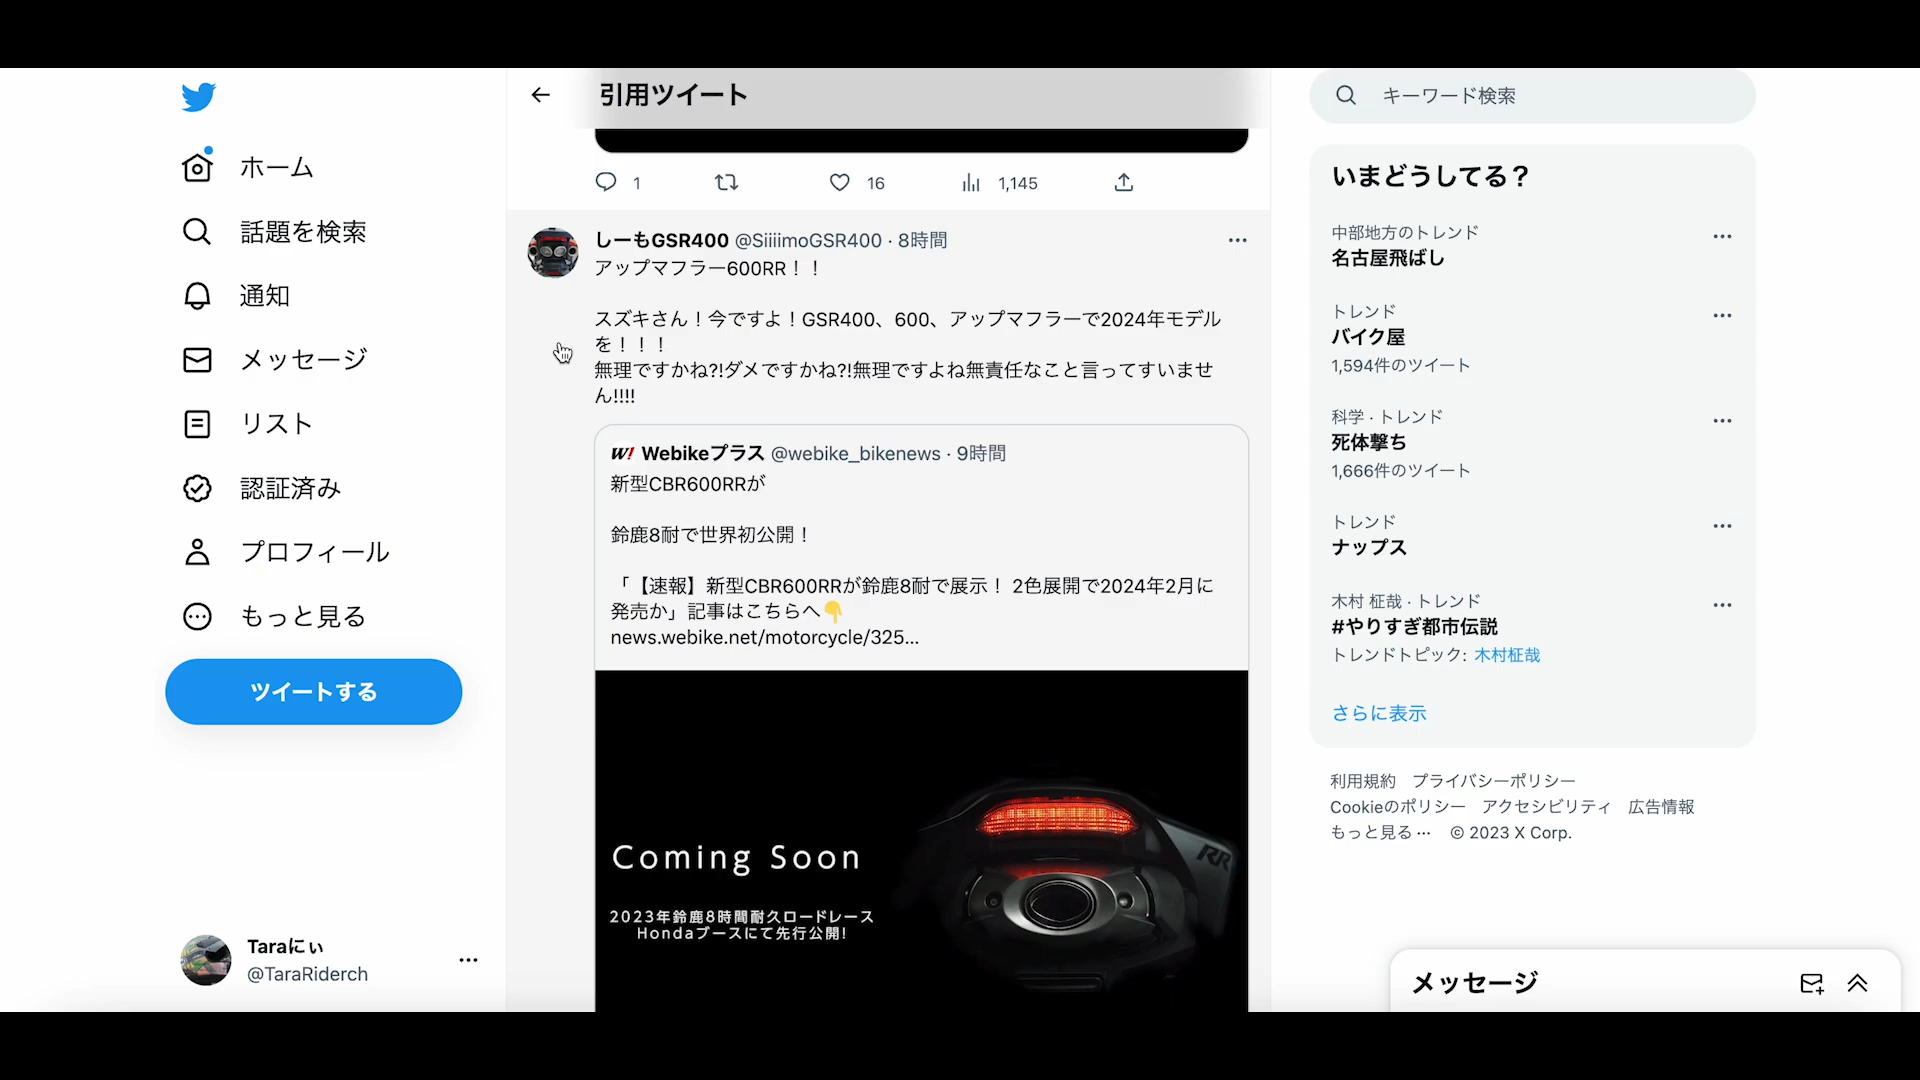 ホーム
話題を検索
通知
メッセージ
リスト
認証済み
プロフィール
もっと見る
ツイートする
Taraにぃ
@TaraRiderch
引用ツイート
1
16
1,145
しーもGSR400 @SiiiimoGSR400 · 8時間
アップマフラー600RR！！
スズキさん！今ですよ！GSR400、600、アップマフラーで2024年モデル
を！！！
無理ですかね?!ダメですかね?!無理ですよね無責任なこと言ってすいませ
ん!!!!
W! Webikeプラス @webike_bikenews · 9時間
新型CBR600RRが
鈴鹿8耐で世界初公開！
「【速報】新型CBR600RRが鈴鹿8耐で展示！ 2色展開で2024年2月に
発売か」記事はこちらへ👇
news.webike.net/motorcycle/325…
Coming Soon
2023年鈴鹿8時間耐久ロードレース
Hondaブースにて先行公開!
RR
キーワード検索
いまどうしてる？
中部地方のトレンド
名古屋飛ばし
トレンド
バイク屋
1,594件のツイート
科学 · トレンド
死体撃ち
1,666件のツイート
トレンド
ナップス
木村 柾哉 · トレンド
#やりすぎ都市伝説
トレンドトピック: 木村柾哉
さらに表示
利用規約 プライバシーポリシー
Cookieのポリシー アクセシビリティ 広告情報
もっと見る … © 2023 X Corp.
メッセージ